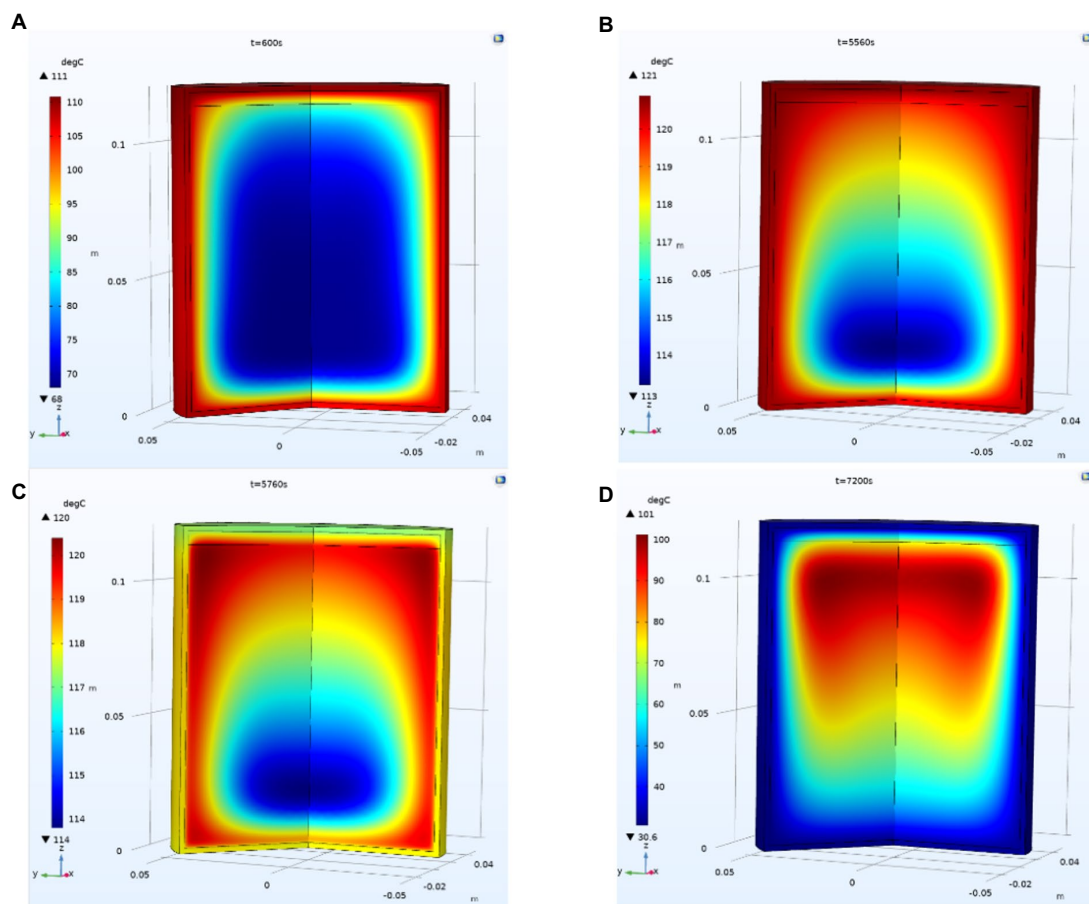 A
t=600s
degC
▲ 111
110
105
100
95
90
85
80
75
70
▼ 68
m
0.1
0.05
0
0.05
0
-0.05
-0.02
0.04
m
y
z
x
B
t=5560s
degC
▲ 121
120
119
118
117
116
115
114
▼ 113
m
0.1
0.05
0
0.05
0
-0.05
-0.02
0.04
m
y
z
x
C
t=5760s
degC
▲ 120
120
119
118
117
116
115
114
114
▼ 114
m
0.1
0.05
0
0.05
0
-0.05
-0.02
0.04
m
y
z
x
D
t=7200s
degC
▲ 101
100
90
80
70
60
50
40
▼ 30.6
m
0.1
0.05
0
0.05
0
-0.05
-0.02
0.04
m
y
z
x